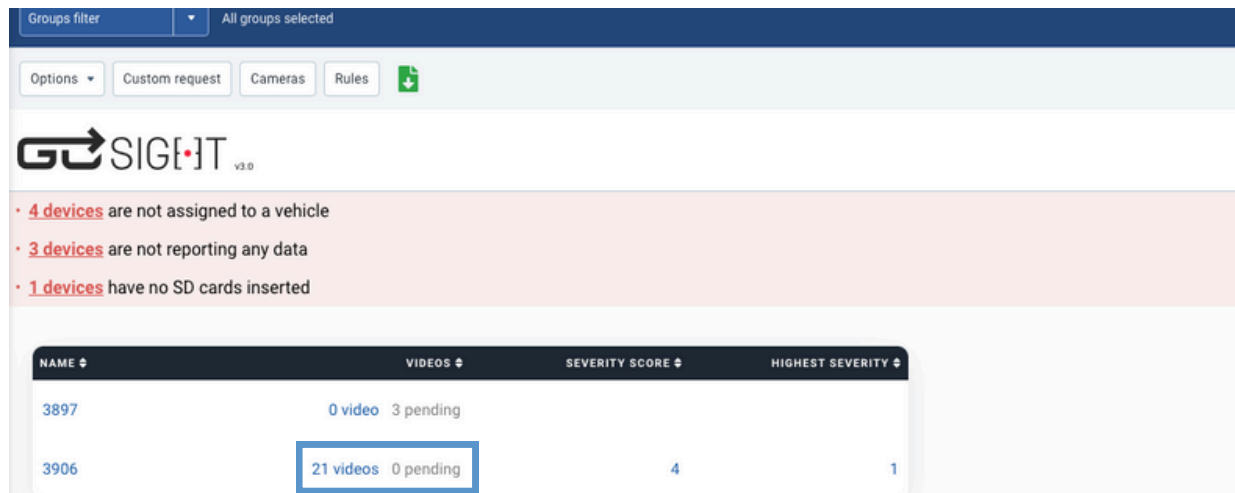 Groups filter All groups selected
Options Custom request Cameras Rules
GO SIGHT v3.0
• 4 devices are not assigned to a vehicle
• 3 devices are not reporting any data
• 1 devices have no SD cards inserted
NAME VIDEOS SEVERITY SCORE HIGHEST SEVERITY
3897 0 video 3 pending
3906 21 videos 0 pending 4 1